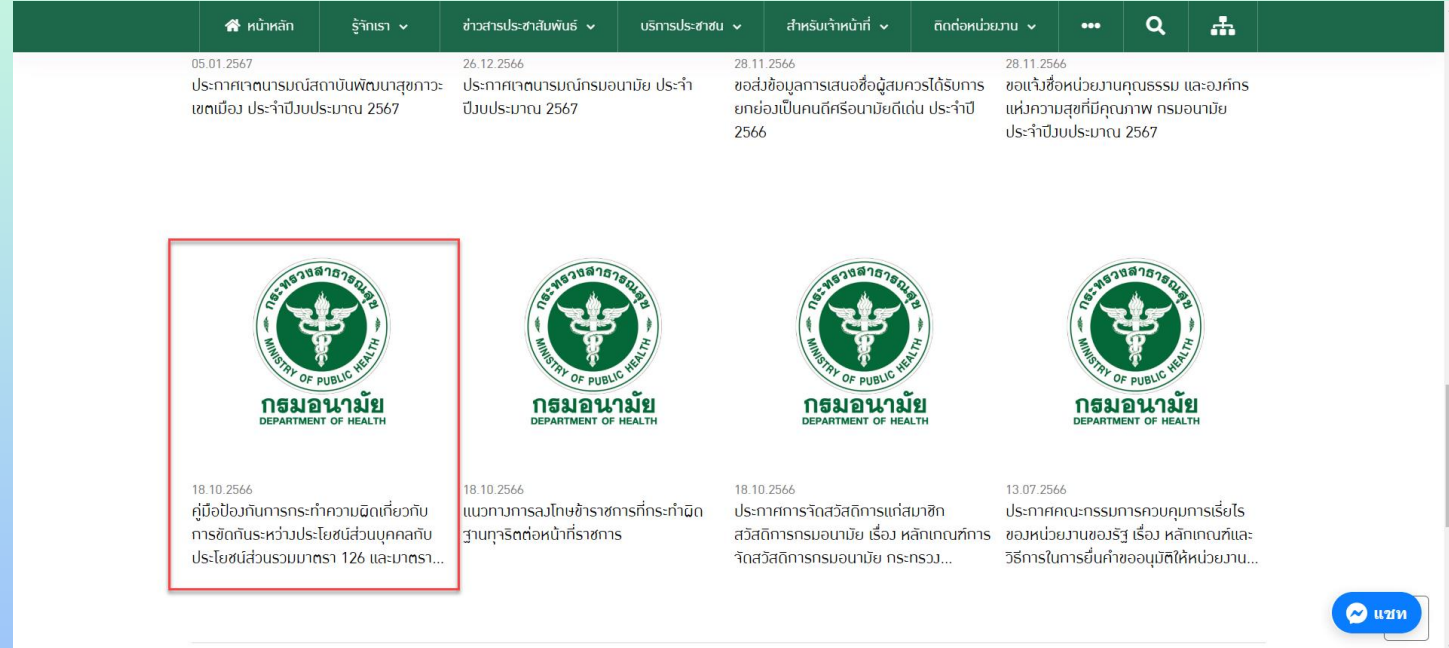 หน้าหลัก
รู้จักเรา
ข่าวสารประชาสัมพันธ์
บริการประชาชน
สำหรับเจ้าหน้าที่
ติดต่อหน่วยงาน
05.01.2567
ประกาศเจตนารมณ์สถาบันพัฒนาสุขภาวะ
เขตเมือง ประจำปีงบประมาณ 2567
26.12.2566
ประกาศเจตนารมณ์กรมอนามัย ประจำ
ปีงบประมาณ 2567
28.11.2566
ขอส่งข้อมูลการเสนอชื่อผู้สมควรได้รับการ
ยกย่องเป็นคนดีศรีอนามัยดีเด่น ประจำปี
2566
28.11.2566
ขอแจ้งชื่อหน่วยงานคุณธรรม และองค์กร
แห่งความสุขที่มีคุณภาพ กรมอนามัย
ประจำปีงบประมาณ 2567
กระทรวงสาธารณสุข
MINISTRY OF PUBLIC HEALTH
กรมอนามัย
DEPARTMENT OF HEALTH
18.10.2566
คู่มือป้องกันการกระทำความผิดเกี่ยวกับ
การขัดกันระหว่างประโยชน์ส่วนบุคคลกับ
ประโยชน์ส่วนรวมมาตรา 126 และมาตรา...
กระทรวงสาธารณสุข
MINISTRY OF PUBLIC HEALTH
กรมอนามัย
DEPARTMENT OF HEALTH
18.10.2566
แนวทางการลงโทษข้าราชการที่กระทำผิด
ฐานทุจริตต่อหน้าที่ราชการ
กระทรวงสาธารณสุข
MINISTRY OF PUBLIC HEALTH
กรมอนามัย
DEPARTMENT OF HEALTH
18.10.2566
ประกาศการจัดสวัสดิการแก่สมาชิก
สวัสดิการกรมอนามัย เรื่อง หลักเกณฑ์การ
จัดสวัสดิการกรมอนามัย กระทรวง...
กระทรวงสาธารณสุข
MINISTRY OF PUBLIC HEALTH
กรมอนามัย
DEPARTMENT OF HEALTH
13.07.2566
ประกาศคณะกรรมการควบคุมการเรี่ยไร
ของหน่วยงานของรัฐ เรื่อง หลักเกณฑ์และ
วิธีการในการยื่นคำขออนุมัติให้หน่วยงาน...
แชท